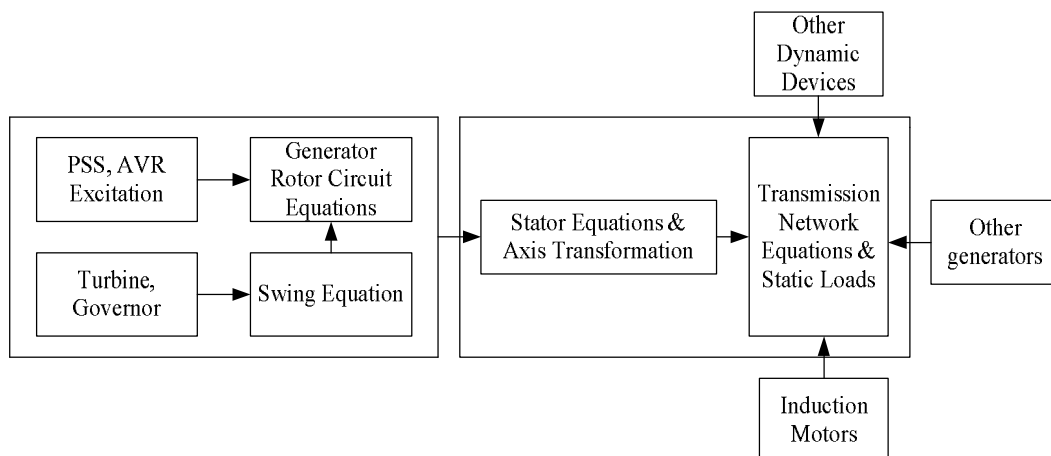 Other
Dynamic
Devices
PSS, AVR
Excitation
Generator
Rotor Circuit
Equations
Turbine,
Governor
Swing Equation
Stator Equations &
Axis Transformation
Transmission
Network
Equations &
Static Loads
Other
generators
Induction
Motors